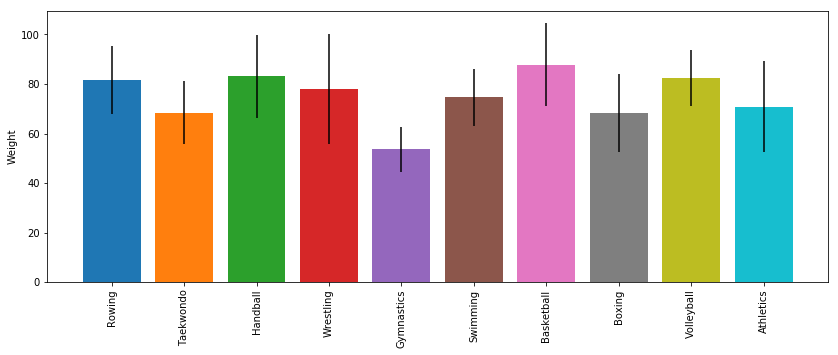 Weight
100
80
60
40
20
0
Rowing
Taekwondo
Handball
Wrestling
Gymnastics
Swimming
Basketball
Boxing
Volleyball
Athletics